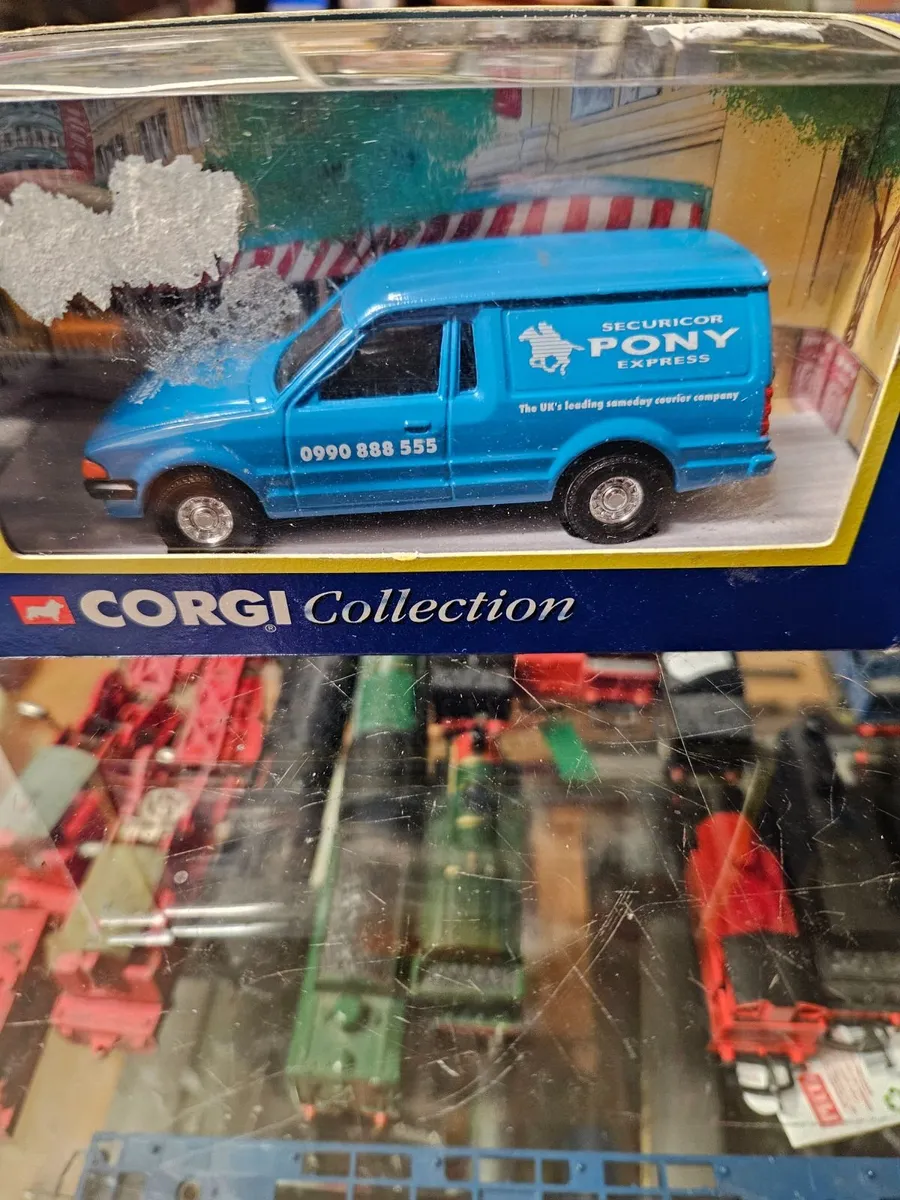 SECURICOR
PONY
EXPRESS
The UK's leading sameday courier company
0990 888 555
CORGI® Collection